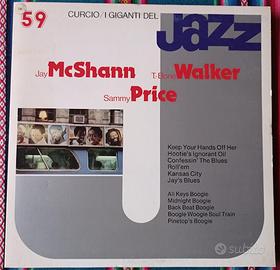 59
CURCIO/I GIGANTI DEL
Jazz
Jay McShann
T-Bone Walker
Sammy Price
Keep Your Hands Off Her
Hootie's Ignorant Oil
Confessin' The Blues
Roll'em
Kansas City
Jay's Blues
All Keys Boogie
Midnight Boogie
Back Beat Boogie
Boogie Woogie Soul Train
Pinetop's Boogie
subito